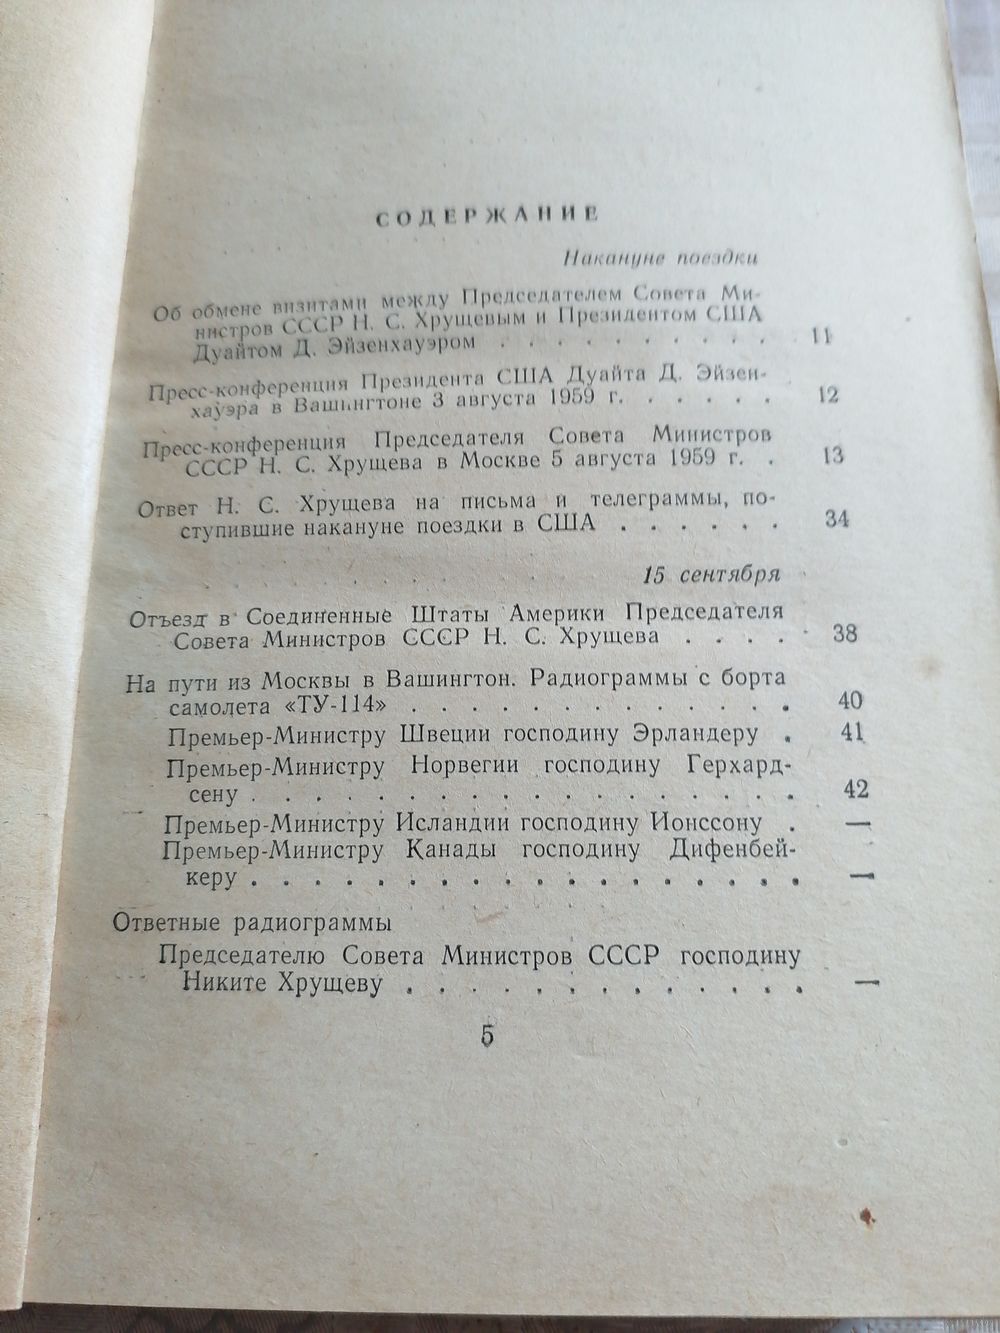 СОДЕРЖАНИЕ
Накануне поездки
Об обмене визитами между Председателем Совета Ми-
нистров СССР Н. С. Хрущевым и Президентом США
Дуайтом Д. Эйзенхауэром . . . . . . . . . . 11
Пресс-конференция Президента США Дуайта Д. Эйзен-
хауэра в Вашингтоне 3 августа 1959 г. . . . . . . 12
Пресс-конференция Председателя Совета Министров
СССР Н. С. Хрущева в Москве 5 августа 1959 г. . 13
Ответ Н. С. Хрущева на письма и телеграммы, по-
ступившие накануне поездки в США . . . . . . 34
15 сентября
Отъезд в Соединенные Штаты Америки Председателя
Совета Министров СССР Н. С. Хрущева . . . . 38
На пути из Москвы в Вашингтон. Радиограммы с борта
самолета «ТУ-114» . . . . . . . . . . . . . . 40
Премьер-Министру Швеции господину Эрландеру . 41
Премьер-Министру Норвегии господину Герхард-
сену . . . . . . . . . . . . . . . . . . . . 42
Премьер-Министру Исландии господину Ионссону . —
Премьер-Министру Канады господину Дифенбей-
керу . . . . . . . . . . . . . . . . . . . . —
Ответные радиограммы
Председателю Совета Министров СССР господину
Никите Хрущеву . . . . . . . . . . . . . —
5